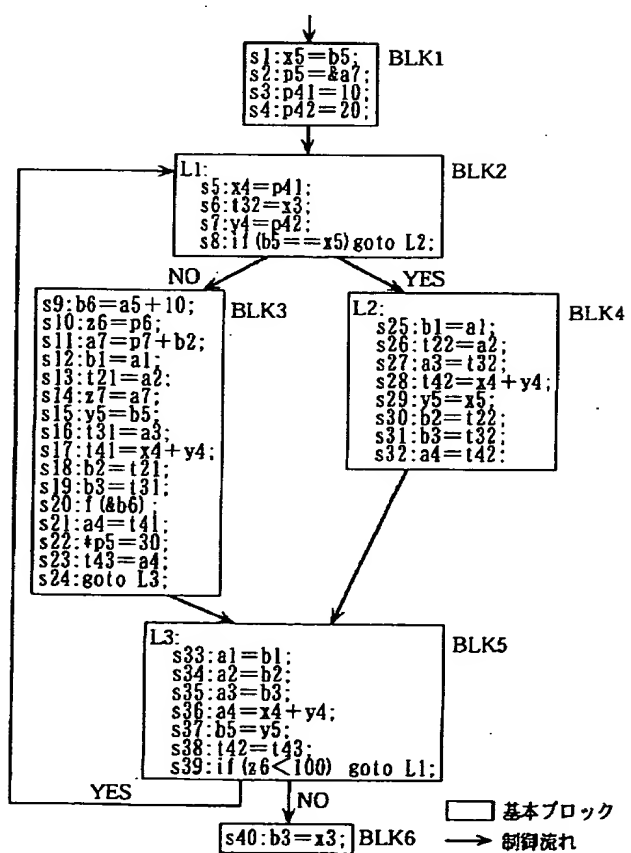 s1:x5=b5;
s2:p5=&a7;
s3:p41=10;
s4:p42=20;
BLK1
L1:
s5:x4=p41;
s6:t32=x3;
s7:y4=p42;
s8:if(b5==x5)goto L2;
BLK2
NO
YES
s9:b6=a5+10;
s10:z6=p6;
s11:a7=p7+b2;
s12:b1=a1;
s13:t21=a2;
s14:z7=a7;
s15:y5=b5;
s16:t31=a3;
s17:t41=x4+y4;
s18:b2=t21;
s19:b3=t31;
s20:f(&b6);
s21:a4=t41;
s22:*p5=30;
s23:t43=a4;
s24:goto L3;
BLK3
L2:
s25:b1=a1;
s26:t22=a2;
s27:a3=t32;
s28:t42=x4+y4;
s29:y5=x5;
s30:b2=t22;
s31:b3=t32;
s32:a4=t42;
BLK4
L3:
s33:a1=b1;
s34:a2=b2;
s35:a3=b3;
s36:a4=x4+y4;
s37:b5=y5;
s38:t42=t43;
s39:if(z6<100) goto L1;
BLK5
YES
NO
s40:b3=x3;
BLK6
基本ブロック
制御流れ